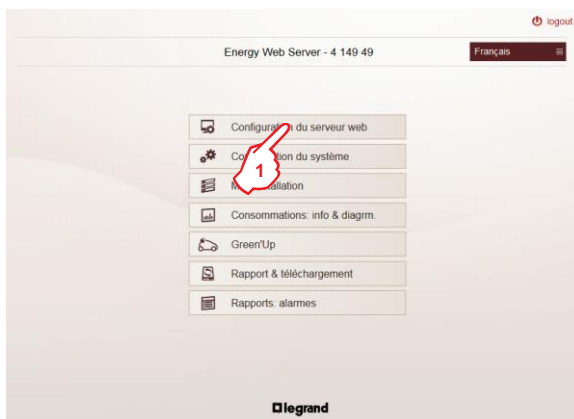 logout
Energy Web Server - 4 149 49
Français
Configuration du serveur web
du système
1
Consommations: info & diagrm.
Green'Up
Rapport & téléchargement
Rapports: alarmes
legrand